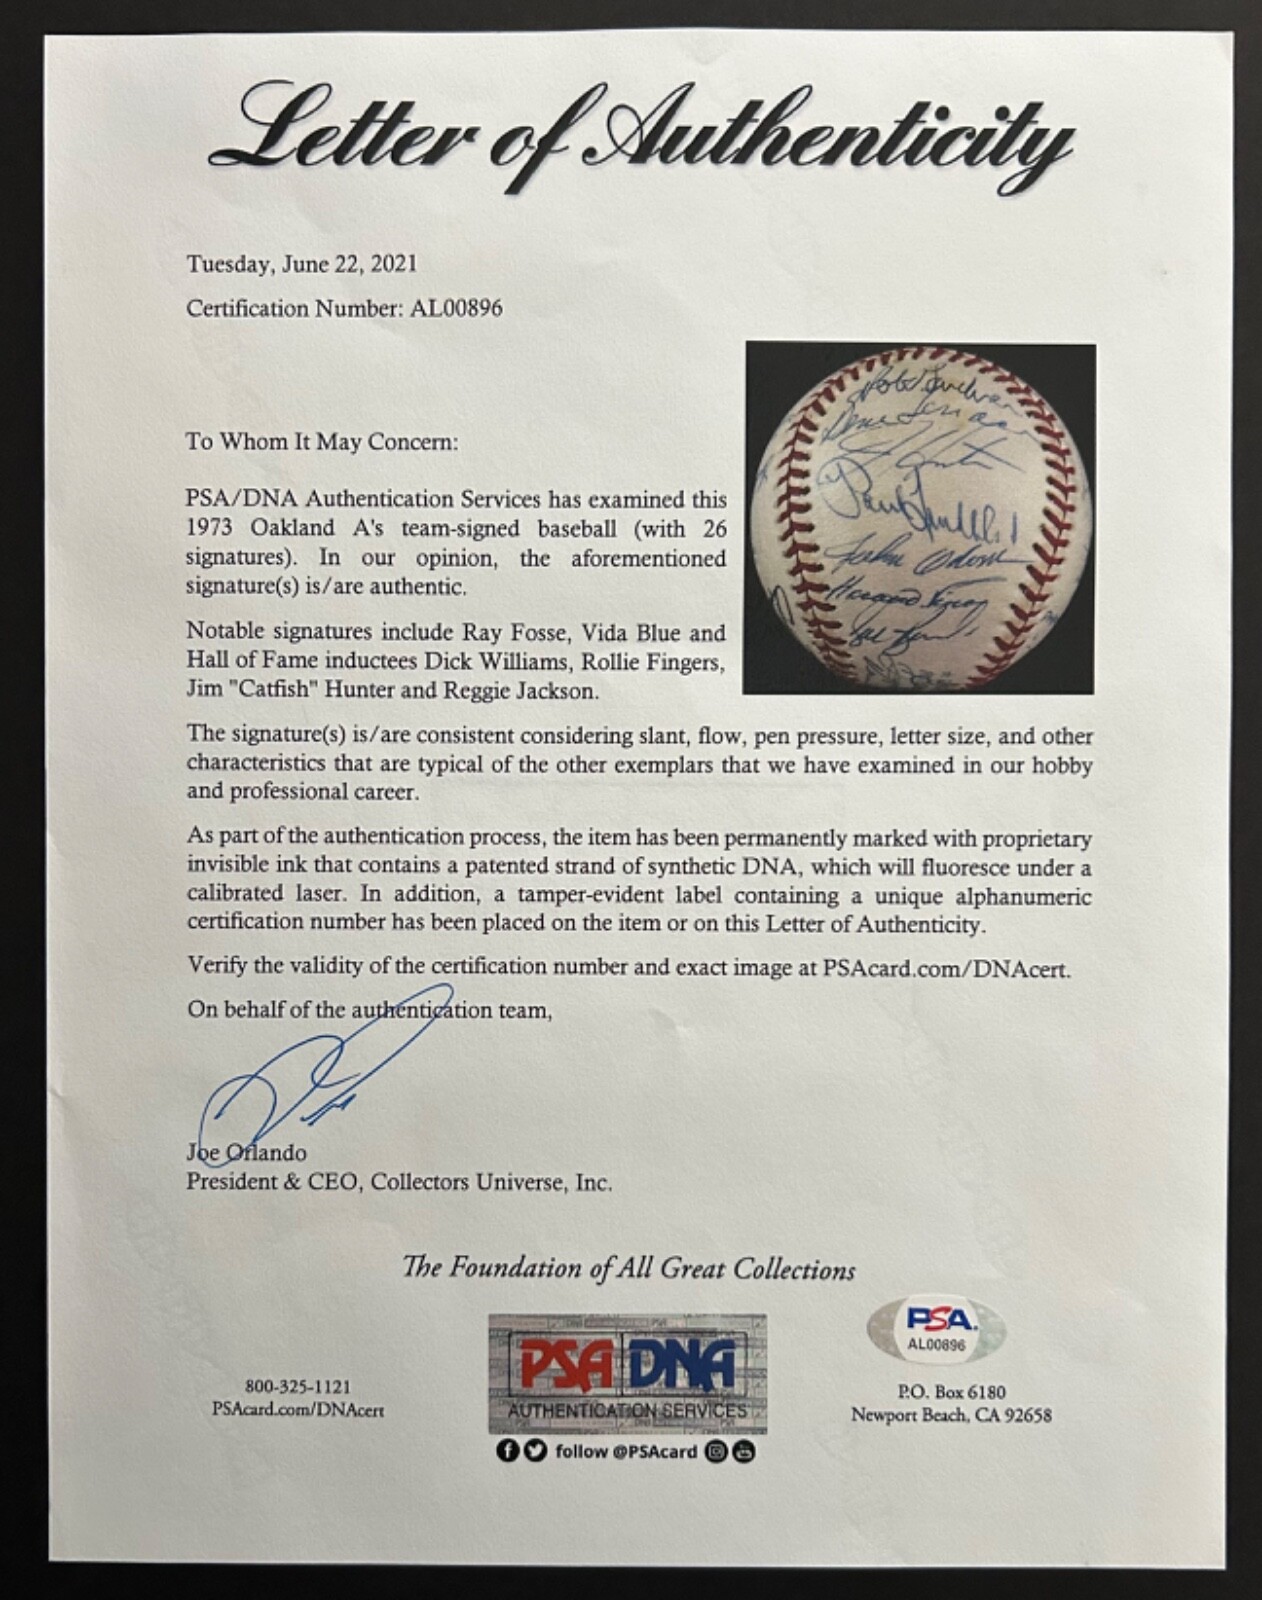 Letter of Authenticity
Tuesday, June 22, 2021
Certification Number: AL00896
To Whom It May Concern:
PSA/DNA Authentication Services has examined this
1973 Oakland A's team-signed baseball (with 26
signatures). In our opinion, the aforementioned
signature(s) is/are authentic.
Notable signatures include Ray Fosse, Vida Blue and
Hall of Fame inductees Dick Williams, Rollie Fingers,
Jim "Catfish" Hunter and Reggie Jackson.
Gene Tenace
J Hunter
Paul Lindblad
John Odom
The signature(s) is/are consistent considering slant, flow, pen pressure, letter size, and other
characteristics that are typical of the other exemplars that we have examined in our hobby
and professional career.
As part of the authentication process, the item has been permanently marked with proprietary
invisible ink that contains a patented strand of synthetic DNA, which will fluoresce under a
calibrated laser. In addition, a tamper-evident label containing a unique alphanumeric
certification number has been placed on the item or on this Letter of Authenticity.
Verify the validity of the certification number and exact image at PSAcard.com/DNAcert.
On behalf of the authentication team,
Joe Orlando
President & CEO, Collectors Universe, Inc.
The Foundation of All Great Collections
800-325-1121
PSAcard.com/DNAcert
PSA DNA
AUTHENTICATION SERVICES
follow @PSAcard
PSA
AL00896
P.O. Box 6180
Newport Beach, CA 92658